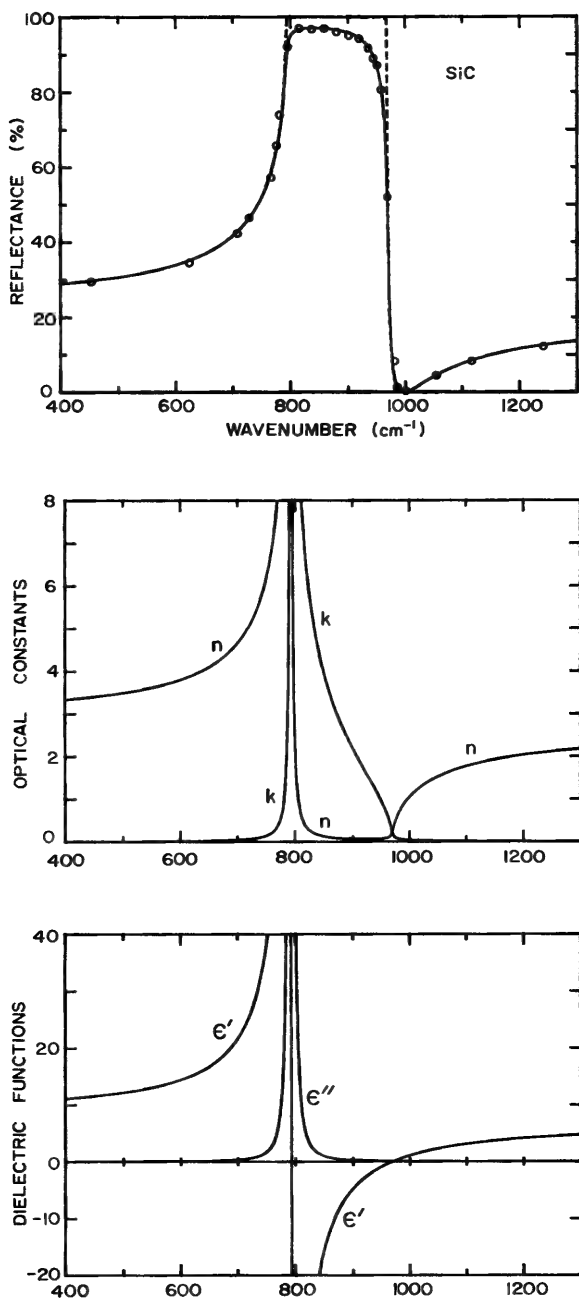 100
80
60
40
20
0
REFLECTANCE (%)
SiC
400 600 800 1000 1200
WAVENUMBER (cm⁻¹)
8
6
4
2
0
OPTICAL CONSTANTS
n
k
n
k
n
400 600 800 1000 1200
40
20
0
-10
-20
DIELECTRIC FUNCTIONS
ϵ′
ϵ″
ϵ′
400 600 800 1000 1200